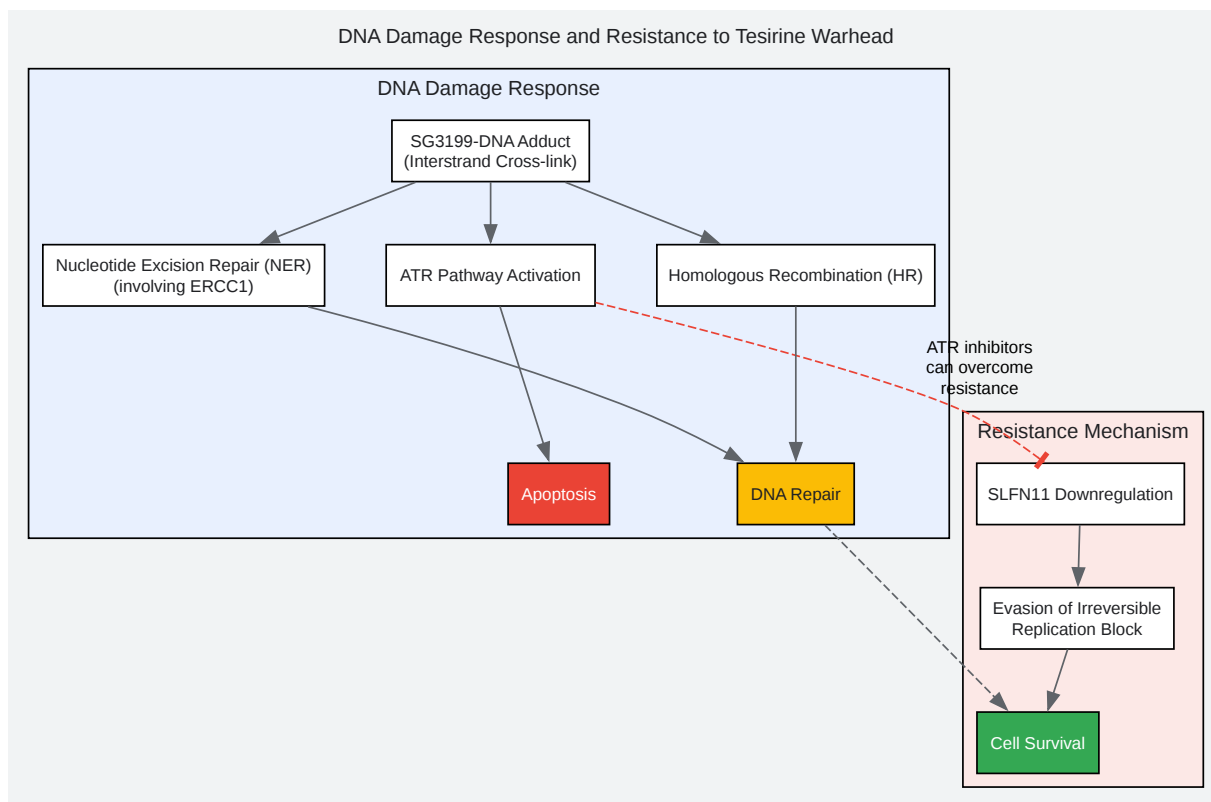 DNA Damage Response and Resistance to Tesirine Warhead
DNA Damage Response
SG3199-DNA Adduct
(Interstrand Cross-link)
Nucleotide Excision Repair (NER)
(involving ERCC1)
ATR Pathway Activation
Homologous Recombination (HR)
ATR inhibitors
can overcome
resistance
Resistance Mechanism
Apoptosis
DNA Repair
SLFN11 Downregulation
Evasion of Irreversible
Replication Block
Cell Survival